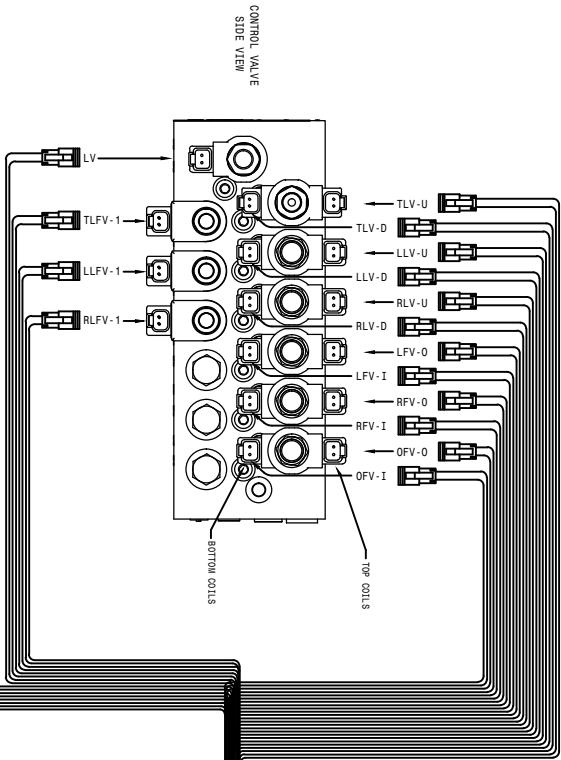 CONTROL VALVE
SIDE VIEW
LV
TLFV-1
LLFV-1
RLFV-1
TLV-U
TLV-D
LLV-U
LLV-D
RLV-U
RLV-D
LFV-O
LFV-I
RFV-O
RFV-I
OFV-O
OFV-I
BOTTOM COILS
TOP COILS